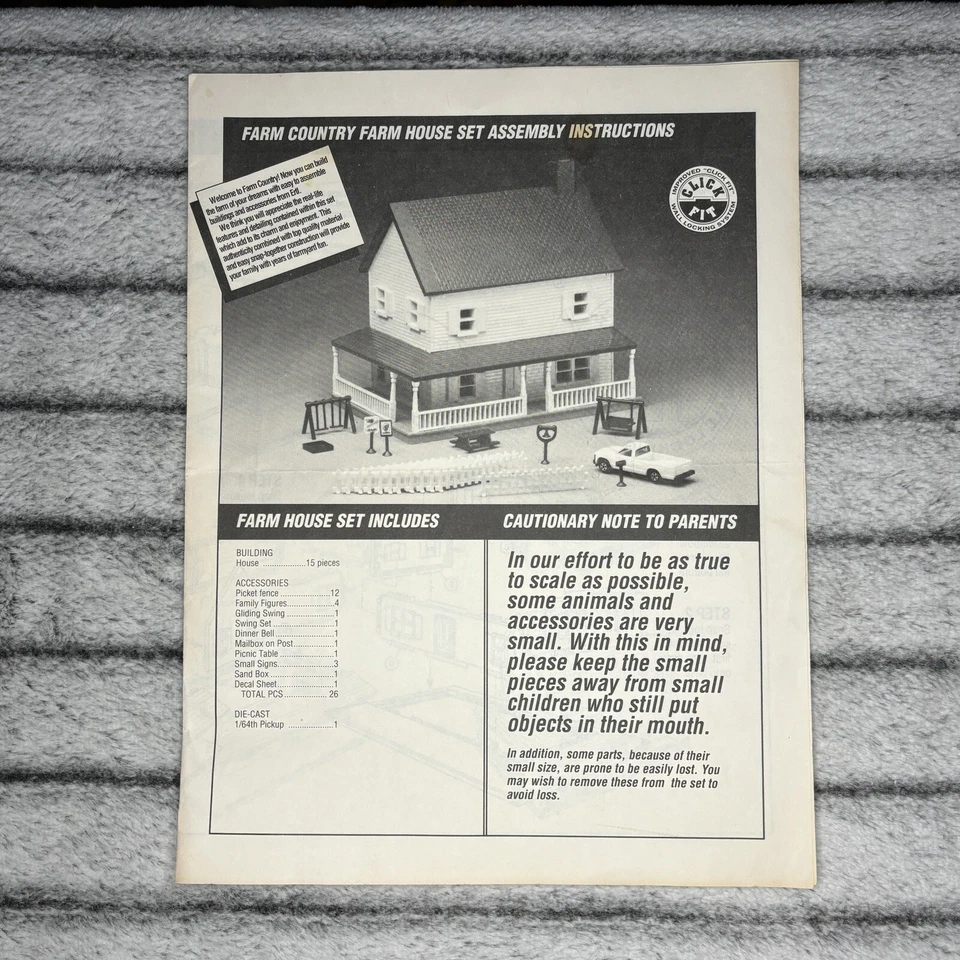 FARM COUNTRY FARM HOUSE SET ASSEMBLY INSTRUCTIONS
Welcome to Farm Country! Now you can build
the farm of your dreams with easy to assemble
buildings and accessories from Ertl.
We think you will appreciate the real-life
features and detailing contained within this set
which add to its charm and enjoyment. This
authenticity combined with top quality material
and easy snap-together construction will provide
your family with years of farmyard fun.
IMPROVED "CLICK FIT"
CLICK
FIT
WALL LOCKING SYSTEM
FARM HOUSE SET INCLUDES
BUILDING
House ..................15 pieces
ACCESSORIES
Picket fence.....................12
Family Figures....................4
Gliding Swing ....................1
Swing Set .........................1
Dinner Bell ........................1
Mailbox on Post.................1
Picnic Table .......................1
Small Signs.......................3
Sand Box ..........................1
Decal Sheet.......................1
TOTAL PCS.................. 26
DIE-CAST
1/64th Pickup ...................1
CAUTIONARY NOTE TO PARENTS
In our effort to be as true
to scale as possible,
some animals and
accessories are very
small. With this in mind,
please keep the small
pieces away from small
children who still put
objects in their mouth.
In addition, some parts, because of their
small size, are prone to be easily lost. You
may wish to remove these from the set to
avoid loss.